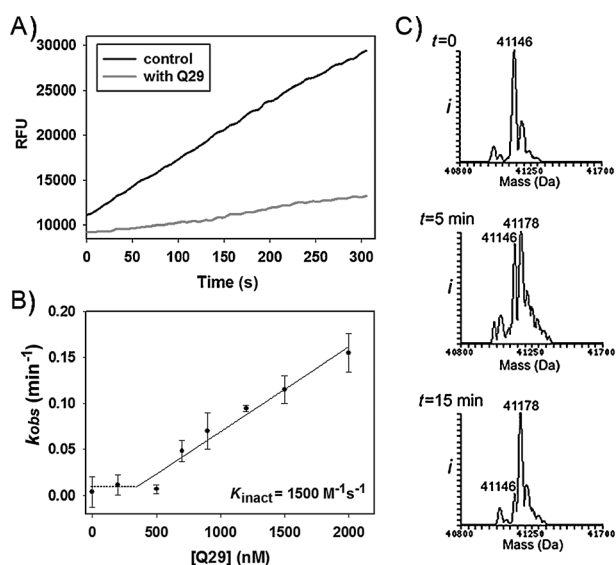 A)
30000
25000
20000
15000
10000
RFU
control
with Q29
0 50 100 150 200 250 300
Time (s)
B)
0.20
0.15
0.10
0.05
0.00
kobs (min-1)
Kinact = 1500 M-1s-1
0 500 1000 1500 2000
[Q29] (nM)
C)
t=0
41146
i
40800 41250 41700
Mass (Da)
t=5 min
41178
41146
i
40800 41250 41700
Mass (Da)
t=15 min
41178
41146
i
40800 41250 41700
Mass (Da)